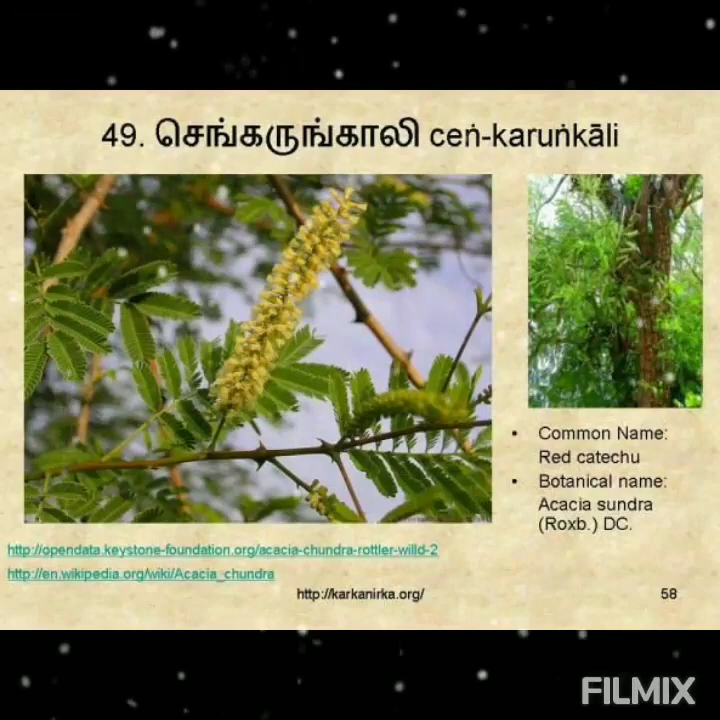 49. செங்கருங்காலி ceṅ-karuṅkāli
• Common Name:
Red catechu
• Botanical name:
Acacia sundra
(Roxb.) DC.
http://opendata.keystone-foundation.org/acacia-chundra-rottler-willd-2
http://en.wikipedia.org/wiki/Acacia_chundra
http://karkanirka.org/
58
FILMIX